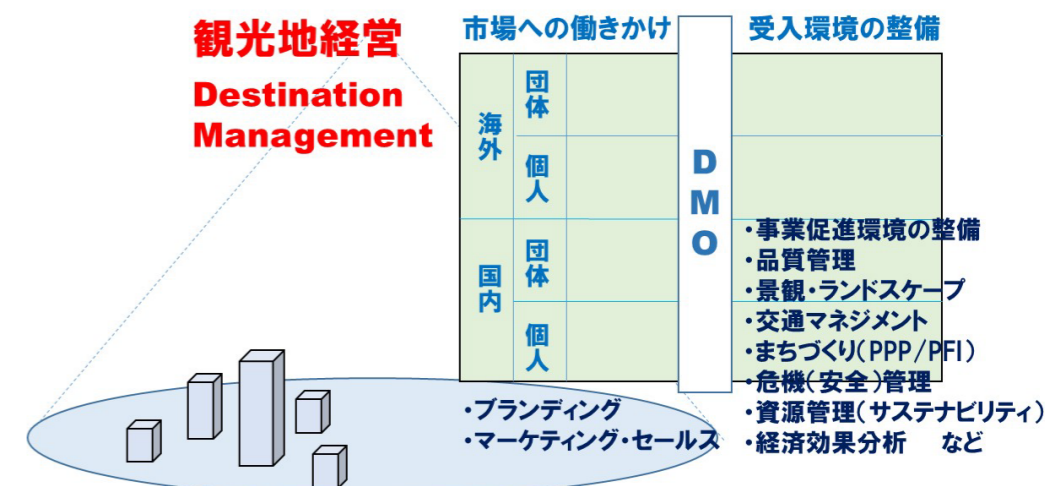 観光地経営
Destination
Management
市場への働きかけ
受入環境の整備
海外
団体
個人
国内
団体
個人
DMO
・ブランディング
・マーケティング・セールス
・事業促進環境の整備
・品質管理
・景観・ランドスケープ
・交通マネジメント
・まちづくり(PPP/PFI)
・危機(安全)管理
・資源管理(サステナビリティ)
・経済効果分析　など